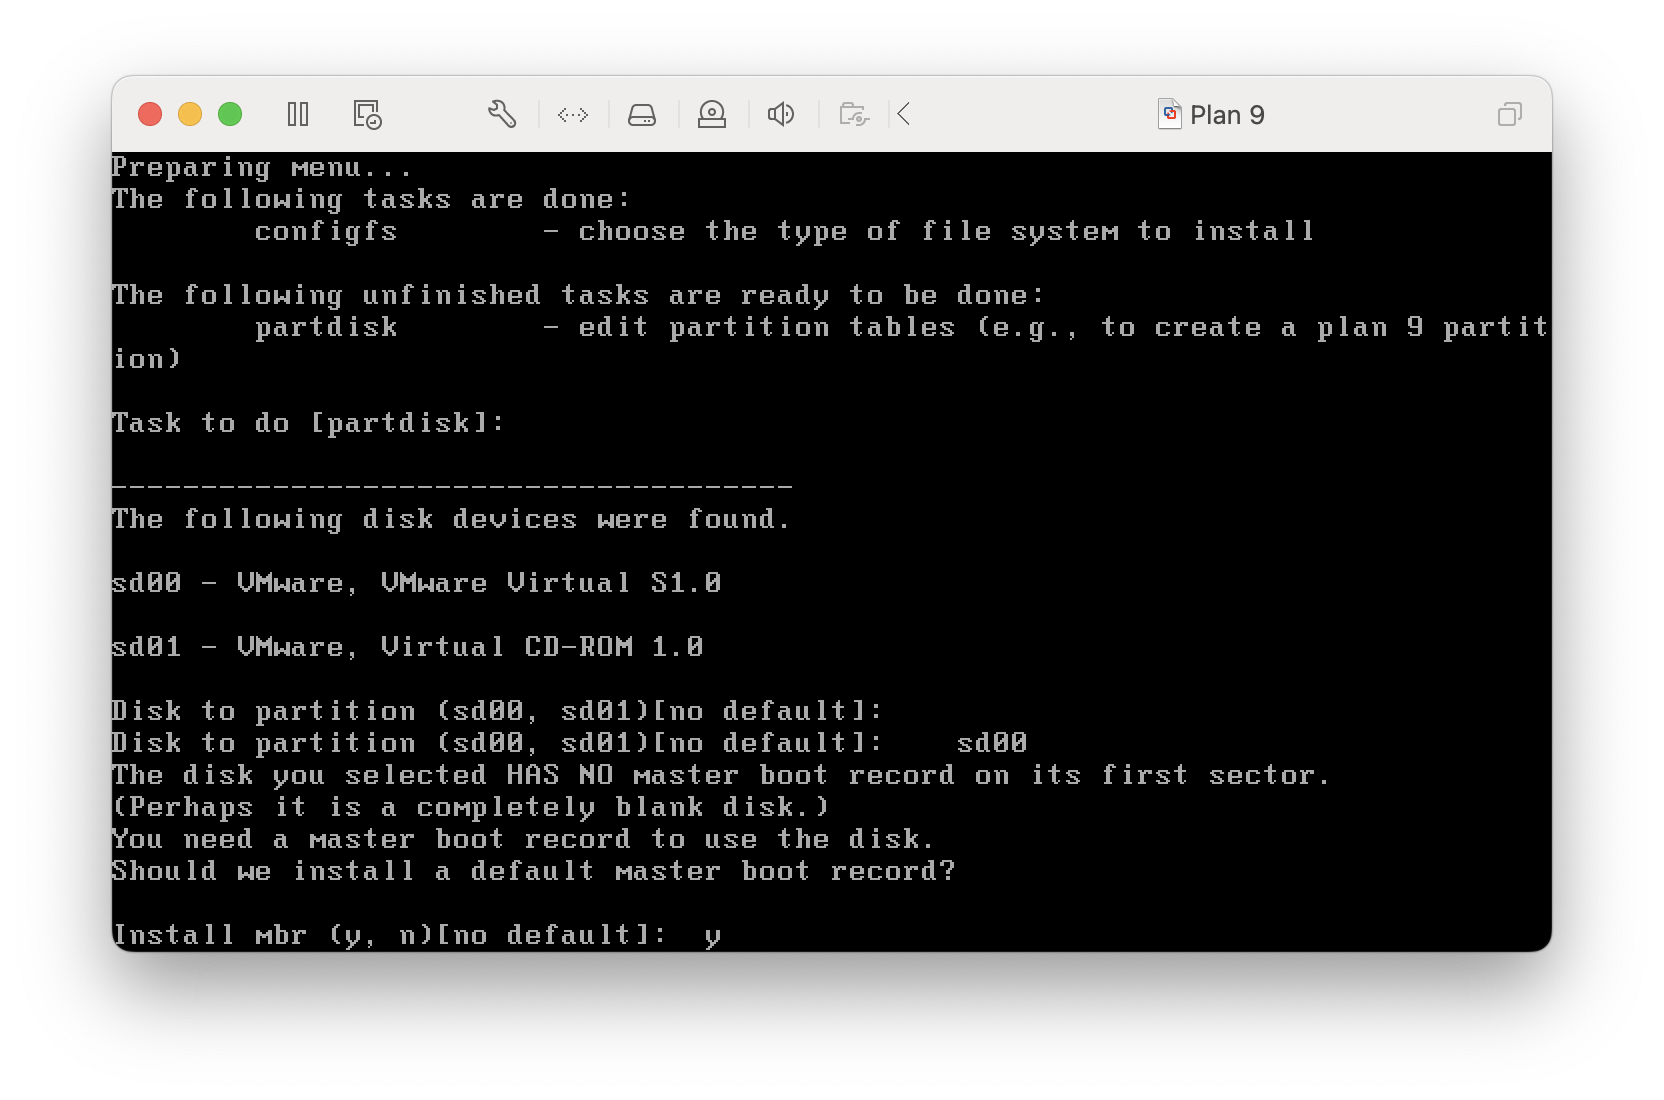 Plan 9
Preparing menu...
The following tasks are done:
configfs - choose the type of file system to install
The following unfinished tasks are ready to be done:
partdisk - edit partition tables (e.g., to create a plan 9 partit
ion)
Task to do [partdisk]:
--------------------------------------
The following disk devices were found.
sd00 - VMware, VMware Virtual S1.0
sd01 - VMware, Virtual CD-ROM 1.0
Disk to partition (sd00, sd01)[no default]:
Disk to partition (sd00, sd01)[no default]: sd00
The disk you selected HAS NO master boot record on its first sector.
(Perhaps it is a completely blank disk.)
You need a master boot record to use the disk.
Should we install a default master boot record?
Install mbr (y, n)[no default]: y